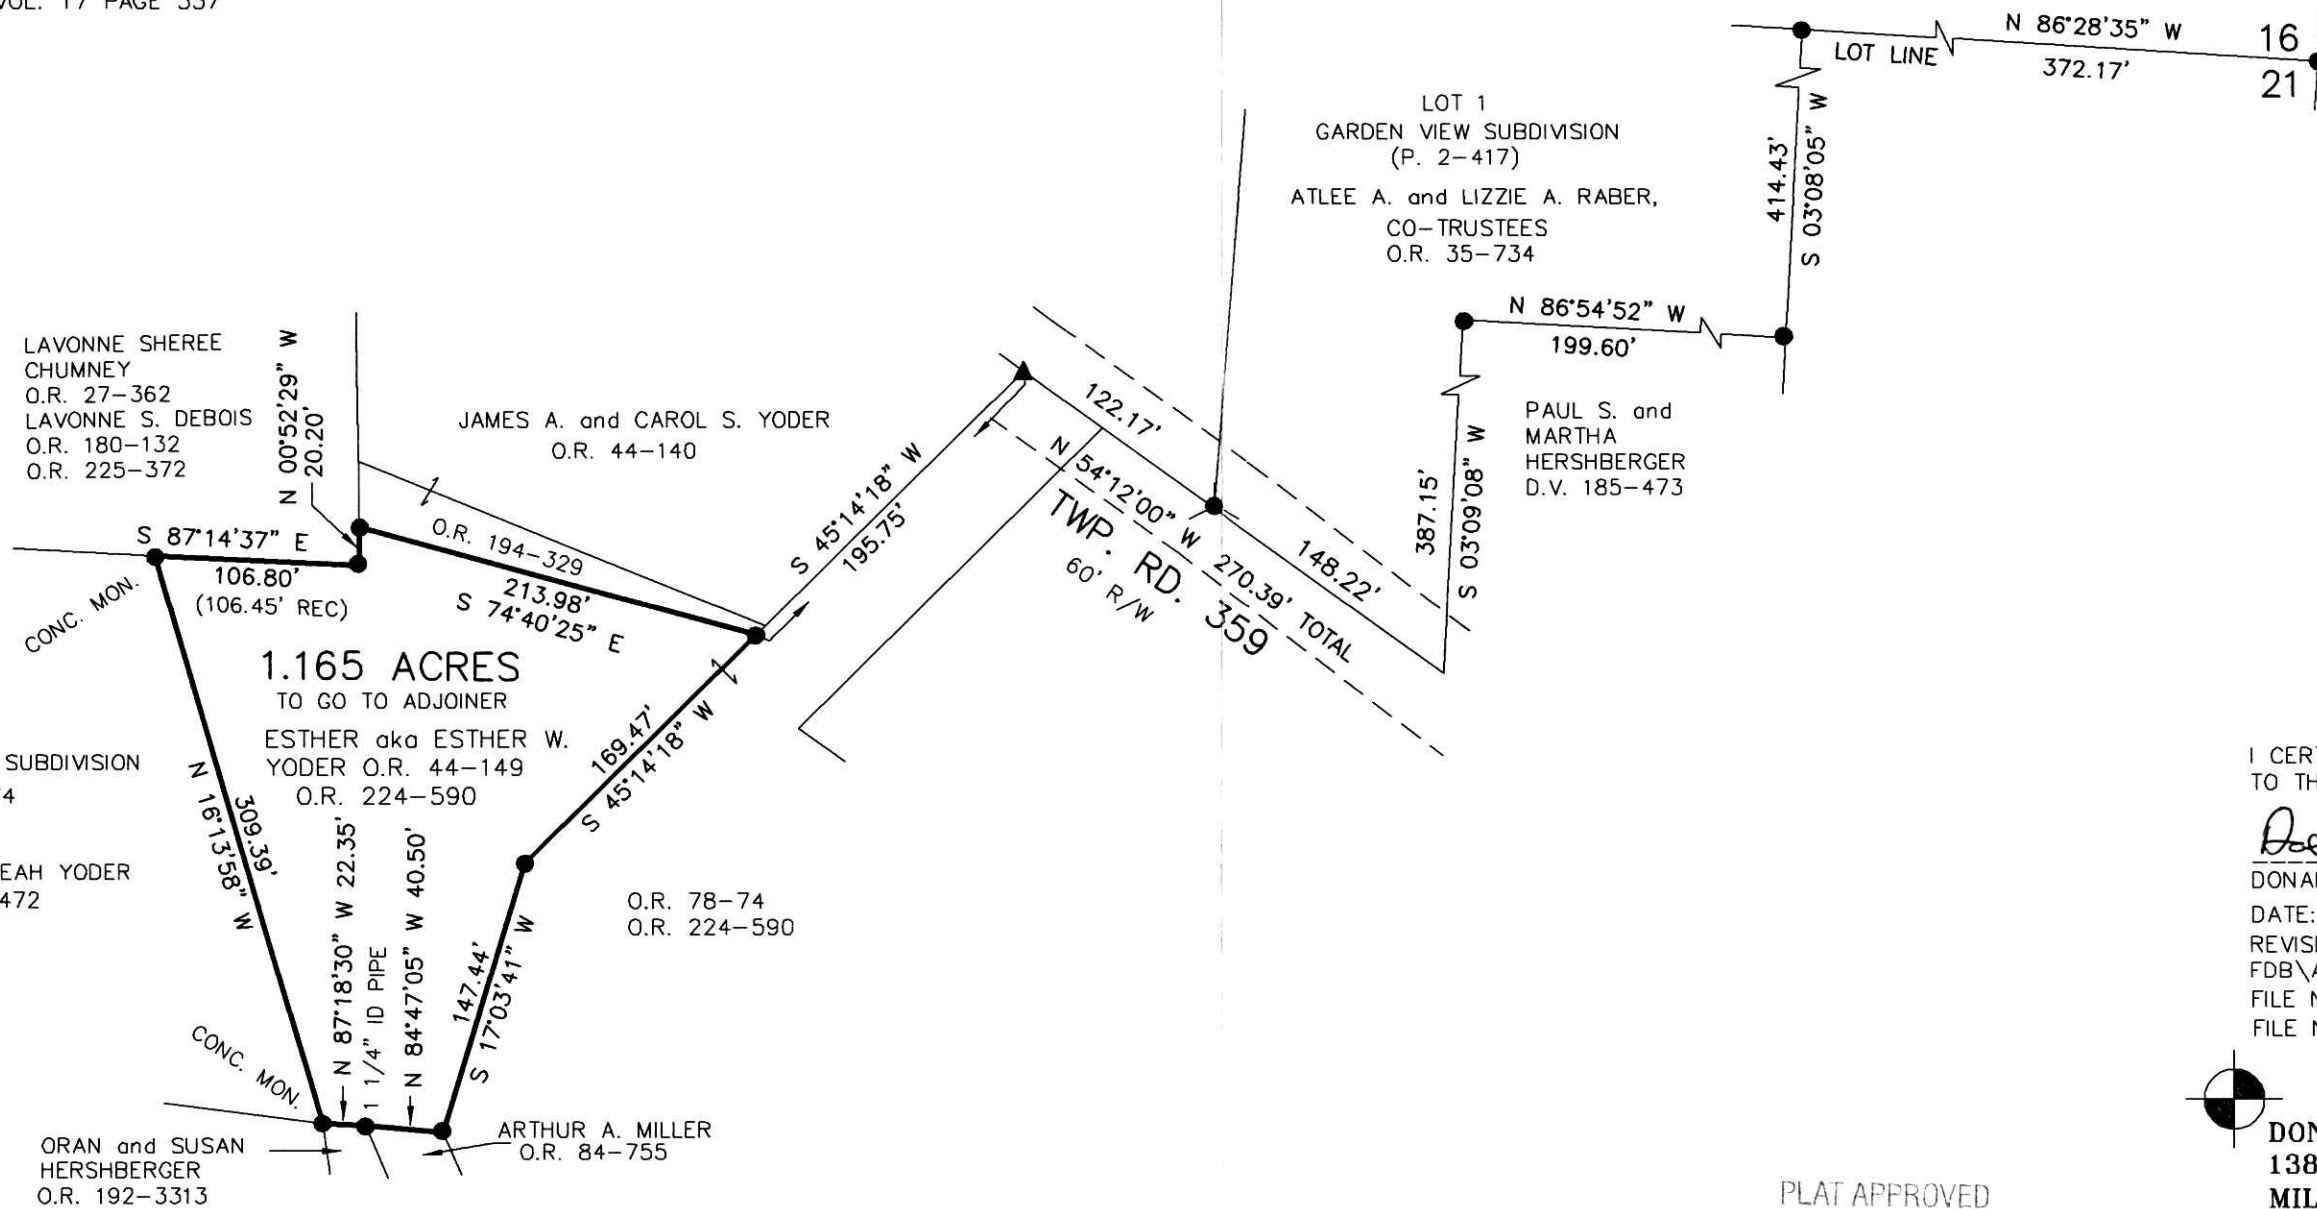 VOL. 17 PAGE 337
N 86°28'35" W
372.17'
LOT LINE
16
21
LOT 1
GARDEN VIEW SUBDIVISION
(P. 2-417)
ATLEE A. and LIZZIE A. RABER,
CO-TRUSTEES
O.R. 35-734
414.43'
S 03°08'05" W
N 86°54'52" W
199.60'
PAUL S. and
MARTHA
HERSHBERGER
D.V. 185-473
387.15'
S 03°09'08" W
122.17'
148.22'
N 54°12'00" W 270.39' TOTAL
TWP. RD. 359
60' R/W
S 45°14'18" W
195.75'
LAVONNE SHEREE
CHUMNEY
O.R. 27-362
LAVONNE S. DEBOIS
O.R. 180-132
O.R. 225-372
N 00°52'29" W
20.20'
JAMES A. and CAROL S. YODER
O.R. 44-140
O.R. 194-329
213.98'
S 74°40'25" E
S 87°14'37" E
106.80'
(106.45' REC)
CONC. MON.
1.165 ACRES
TO GO TO ADJOINER
ESTHER aka ESTHER W.
YODER O.R. 44-149
O.R. 224-590
169.47'
S 45°14'18" W
SUBDIVISION
4
EAH YODER
472
309.39'
N 16°13'58" W
N 87°18'30" W 22.35'
1 1/4" ID PIPE
N 84°47'05" W 40.50'
147.44'
S 17°03'41" W
O.R. 78-74
O.R. 224-590
CONC. MON.
ORAN and SUSAN
HERSHBERGER
O.R. 192-3313
ARTHUR A. MILLER
O.R. 84-755
I CER
TO TH
DONA
DATE:
REVIS
FDB\A
FILE N
FILE N
DON
138
MIL
PLAT APPROVED